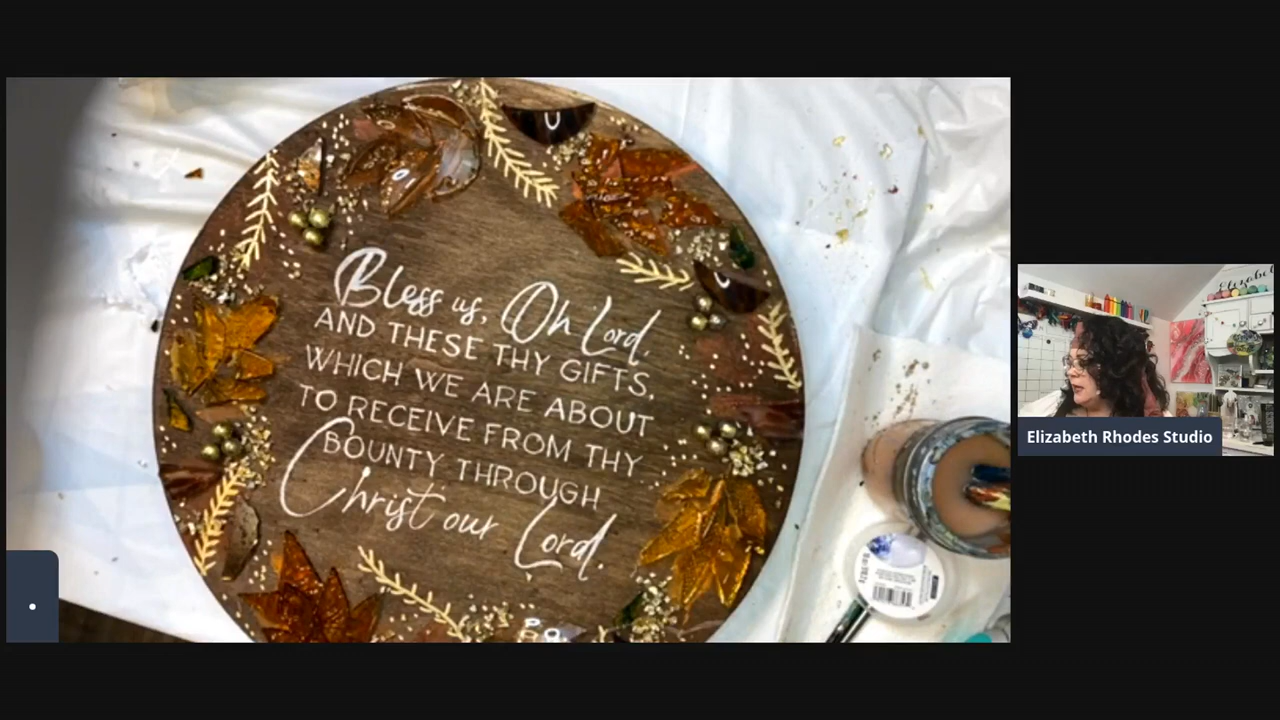 Bless us, Oh Lord,
AND THESE THY GIFTS,
WHICH WE ARE ABOUT
TO RECEIVE FROM THY
BOUNTY THROUGH
Christ our Lord.
Elizabeth Rhodes Studio